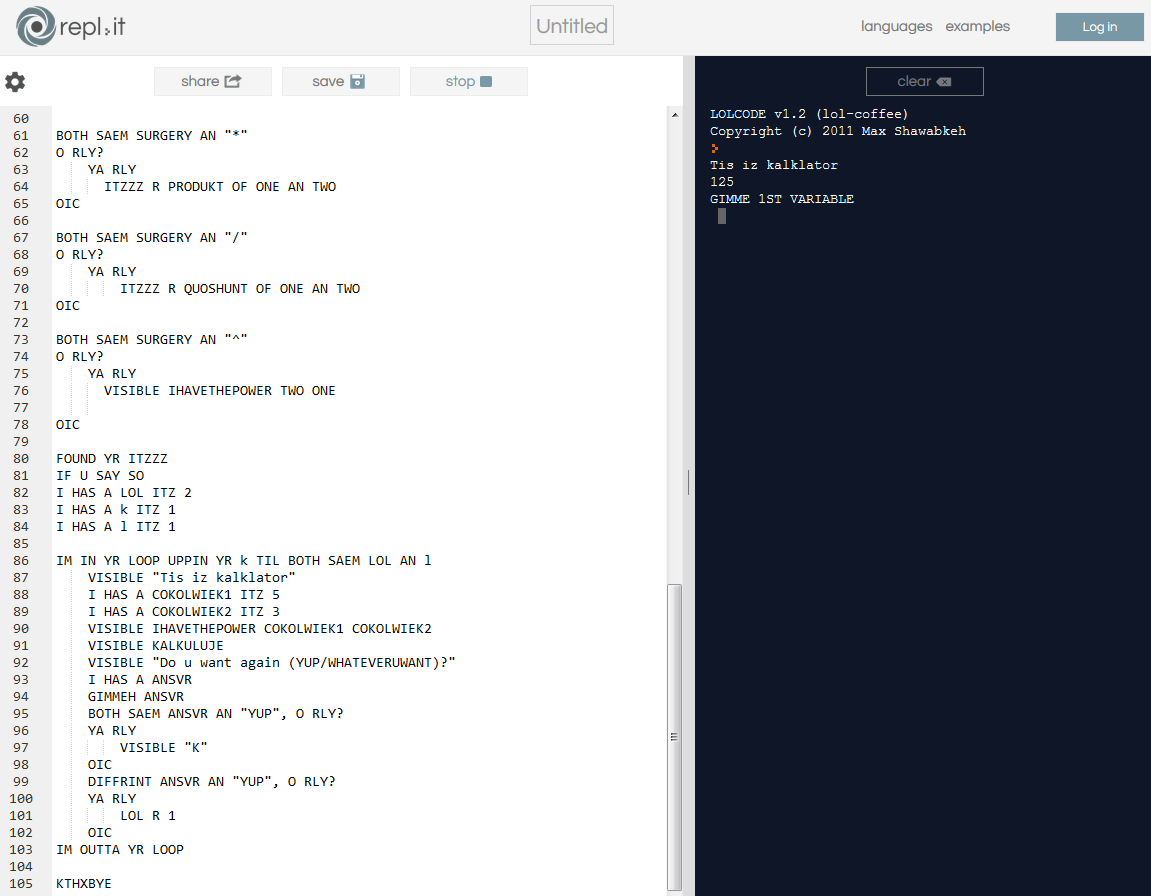 repl.it
Untitled
languages examples Log in
share save stop
clear
60
61 BOTH SAEM SURGERY AN "*"
62 O RLY?
63 YA RLY
64 ITZZZ R PRODUKT OF ONE AN TWO
65 OIC
66
67 BOTH SAEM SURGERY AN "/"
68 O RLY?
69 YA RLY
70 ITZZZ R QUOSHUNT OF ONE AN TWO
71 OIC
72
73 BOTH SAEM SURGERY AN "^"
74 O RLY?
75 YA RLY
76 VISIBLE IHAVETHEPOWER TWO ONE
77
78 OIC
79
80 FOUND YR ITZZZ
81 IF U SAY SO
82 I HAS A LOL ITZ 2
83 I HAS A k ITZ 1
84 I HAS A l ITZ 1
85
86 IM IN YR LOOP UPPIN YR k TIL BOTH SAEM LOL AN l
87 VISIBLE "Tis iz kalklator"
88 I HAS A COKOLWIEK1 ITZ 5
89 I HAS A COKOLWIEK2 ITZ 3
90 VISIBLE IHAVETHEPOWER COKOLWIEK1 COKOLWIEK2
91 VISIBLE KALKULUJE
92 VISIBLE "Do u want again (YUP/WHATEVERUWANT)?"
93 I HAS A ANSVR
94 GIMMEH ANSVR
95 BOTH SAEM ANSVR AN "YUP", O RLY?
96 YA RLY
97 VISIBLE "K"
98 OIC
99 DIFFRINT ANSVR AN "YUP", O RLY?
100 YA RLY
101 LOL R 1
102 OIC
103 IM OUTTA YR LOOP
104
105 KTHXBYE
LOLCODE v1.2 (lol-coffee)
Copyright (c) 2011 Max Shawabkeh
Tis iz kalklator
125
GIMME 1ST VARIABLE